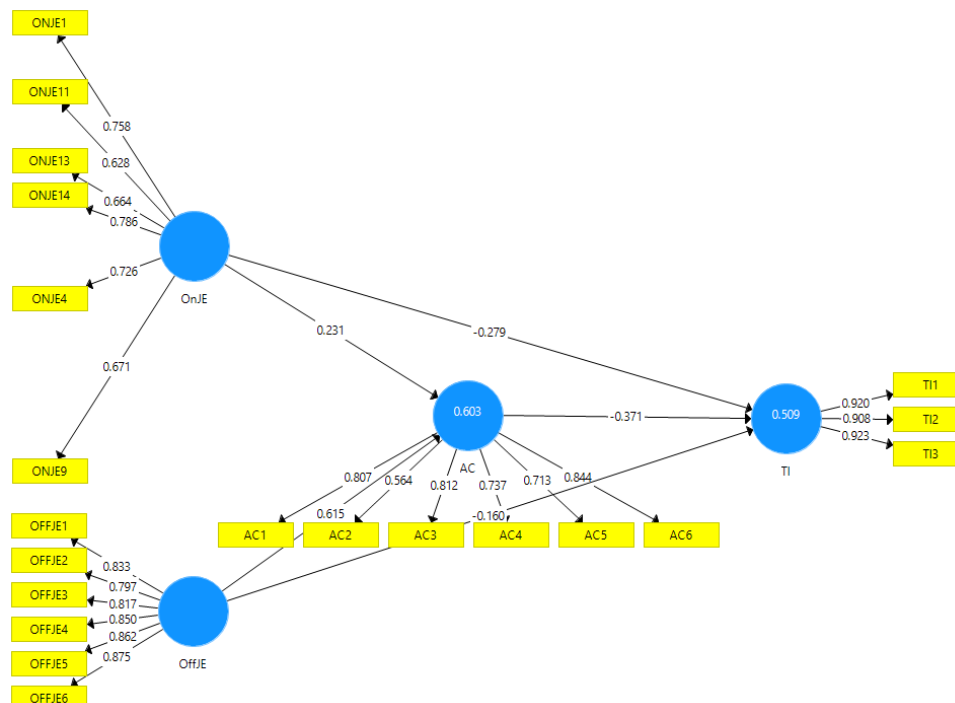 ONJE1
ONJE11
0.758
0.628
ONJE13
0.664
ONJE14
0.786
0.726
ONJE4
OnJE
0.231
-0.279
0.671
TI1
0.920
0.603
-0.371
0.509
0.908
TI2
0.923
TI3
AC
TI
ONJE9
0.807
0.564
0.812
0.737
0.713
0.844
0.615
-0.160
AC1
AC2
AC3
AC4
AC5
AC6
OFFJE1
0.833
OFFJE2
0.797
OFFJE3
0.817
OFFJE4
0.850
0.862
OFFJE5
0.875
OffJE
OFFJE6